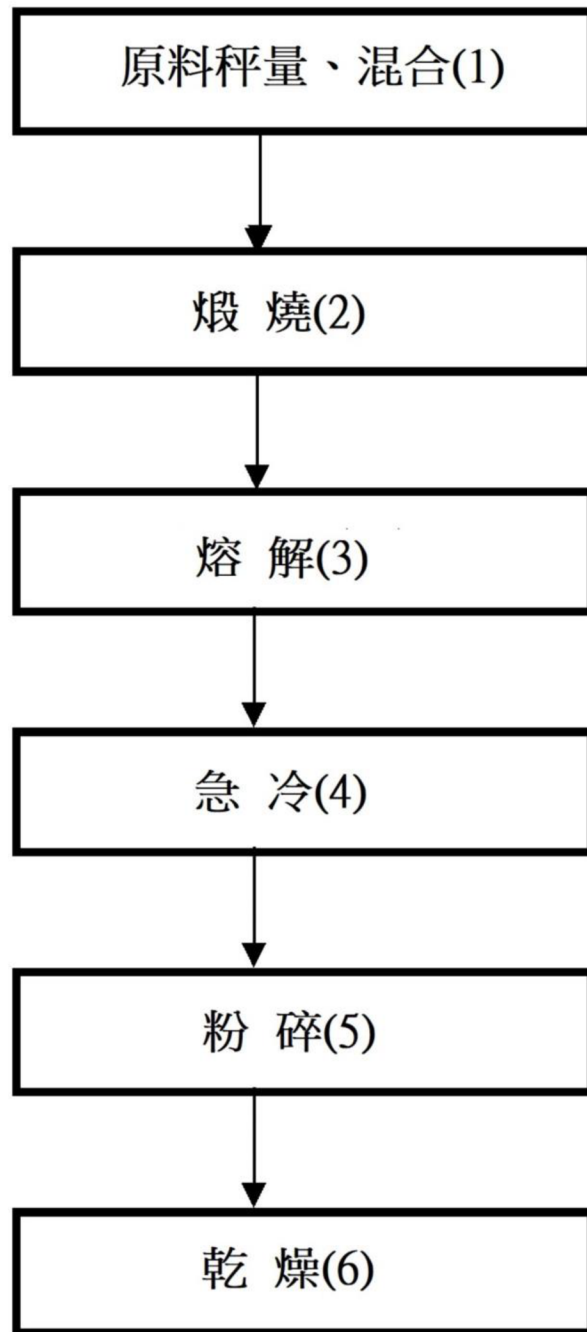 原料秤量、混合(1)
煅 燒(2)
熔 解(3)
急 冷(4)
粉 碎(5)
乾 燥(6)